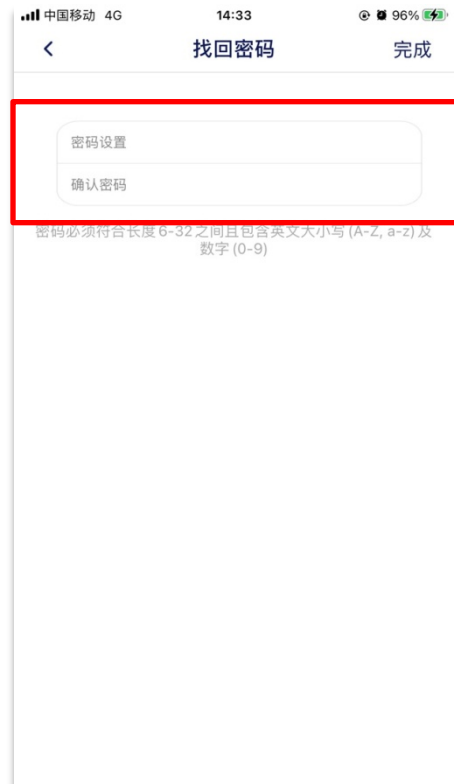 中国移动 4G 14:33 96%
找回密码 完成
密码设置
确认密码
密码必须符合长度 6-32 之间且包含英文大小写 (A-Z, a-z) 及
数字 (0-9)